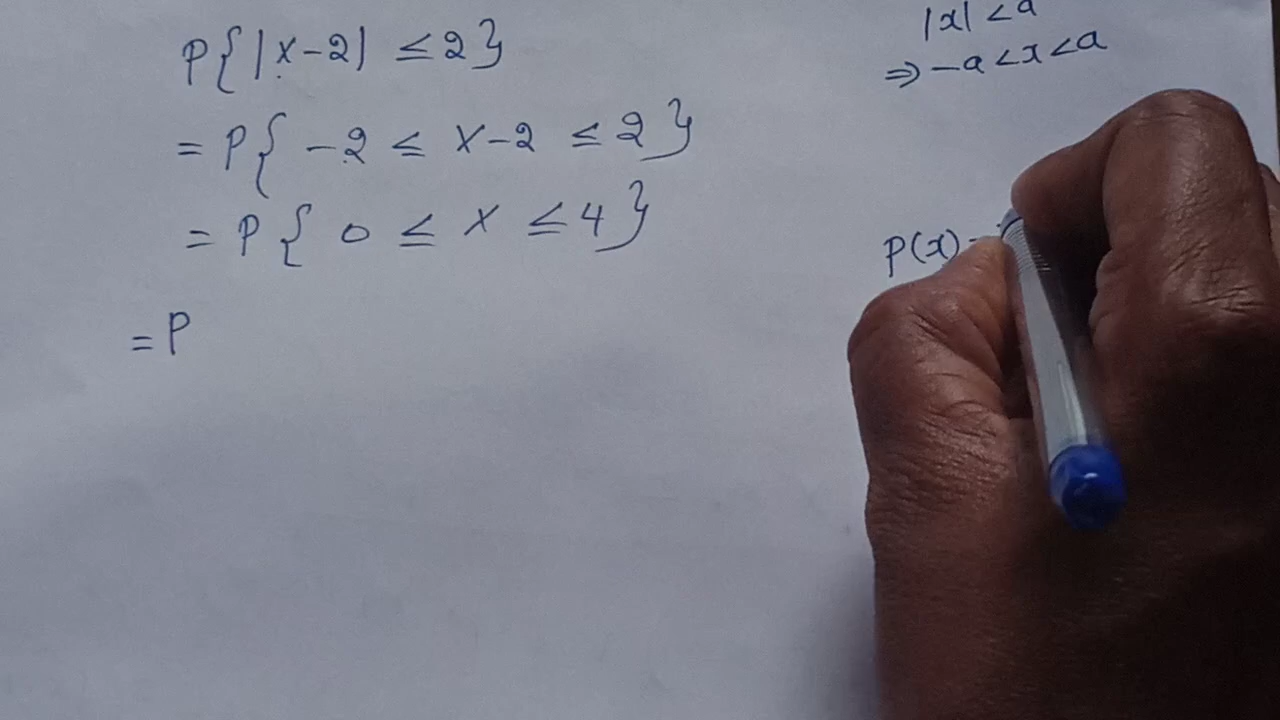 P{|X-2| ≤ 2}
= P{ -2 ≤ X-2 ≤ 2}
= P{ 0 ≤ X ≤ 4}
= P
|x| < a
⇒ -a < x < a
P(x) =